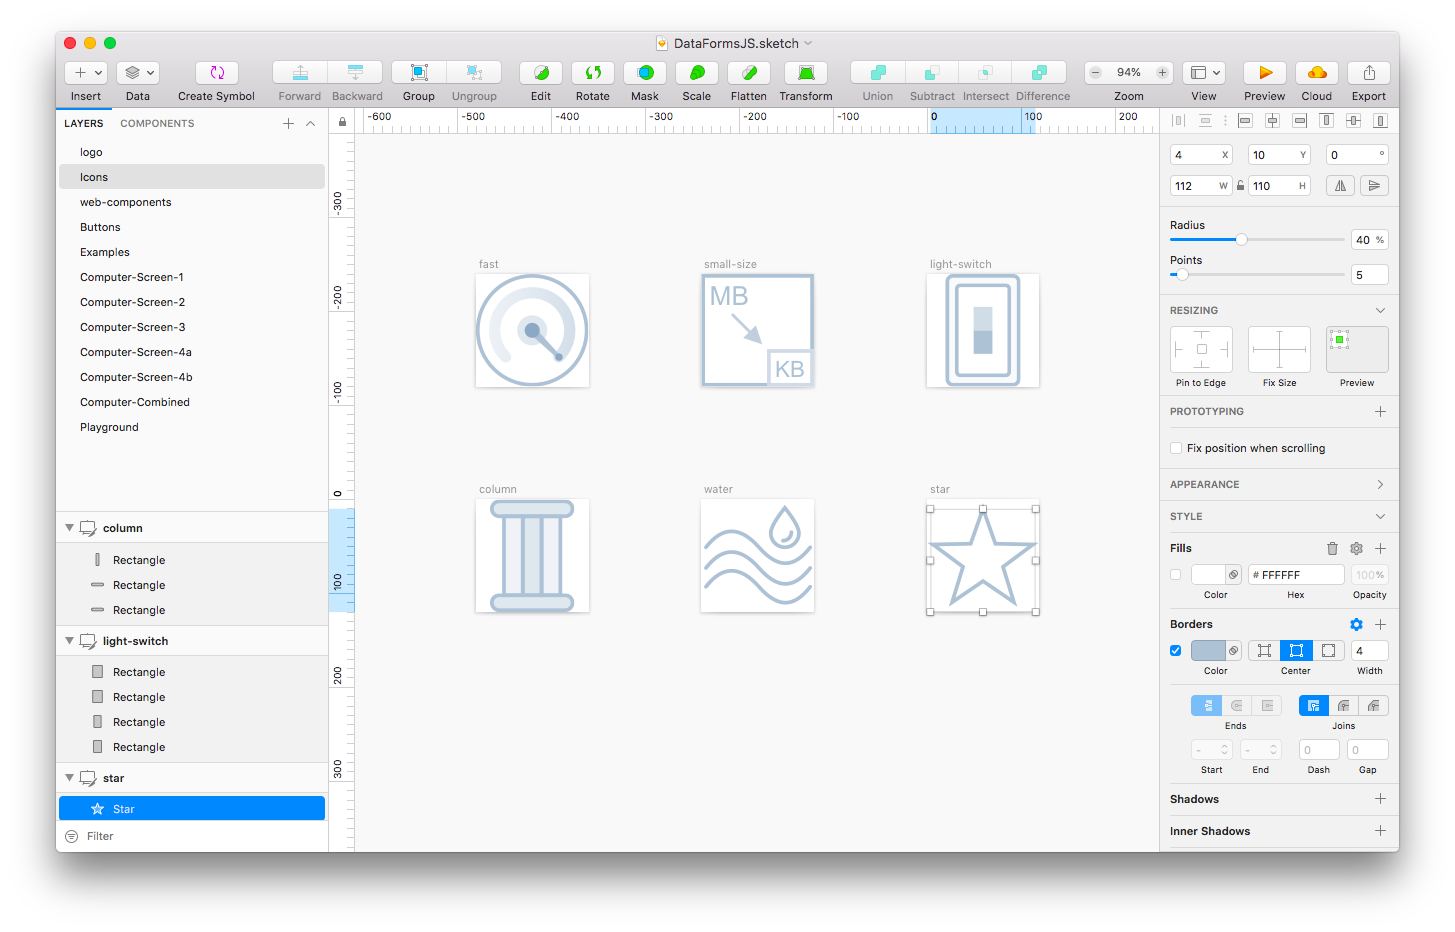 DataFormsJS.sketch
Insert
Data
Create Symbol
Forward
Backward
Group
Ungroup
Edit
Rotate
Mask
Scale
Flatten
Transform
Union
Subtract
Intersect
Difference
94%
Zoom
View
Preview
Cloud
Export
LAYERS
COMPONENTS
logo
Icons
web-components
Buttons
Examples
Computer-Screen-1
Computer-Screen-2
Computer-Screen-3
Computer-Screen-4a
Computer-Screen-4b
Computer-Combined
Playground
column
Rectangle
Rectangle
Rectangle
light-switch
Rectangle
Rectangle
Rectangle
Rectangle
star
Star
Filter
-600
-500
-400
-300
-200
-100
0
100
200
-300
-200
-100
0
100
200
300
fast
small-size
light-switch
MB
KB
column
water
star
4 X
10 Y
0 °
112 W
110 H
Radius
40 %
Points
5
RESIZING
Pin to Edge
Fix Size
Preview
PROTOTYPING
Fix position when scrolling
APPEARANCE
STYLE
Fills
# FFFFFF
100%
Color
Hex
Opacity
Borders
4
Color
Center
Width
Ends
Joins
-
-
0
0
Start
End
Dash
Gap
Shadows
Inner Shadows